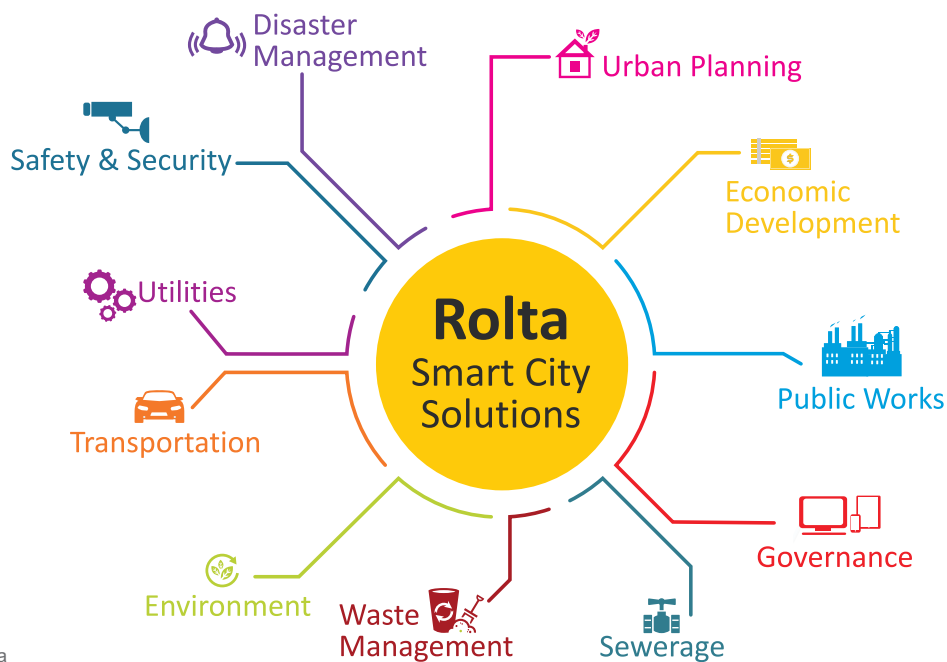 Disaster
Management
Urban Planning
Safety & Security
Economic
Development
Utilities
Rolta
Smart City
Solutions
Public Works
Transportation
Governance
Environment
Waste
Management
Sewerage
a